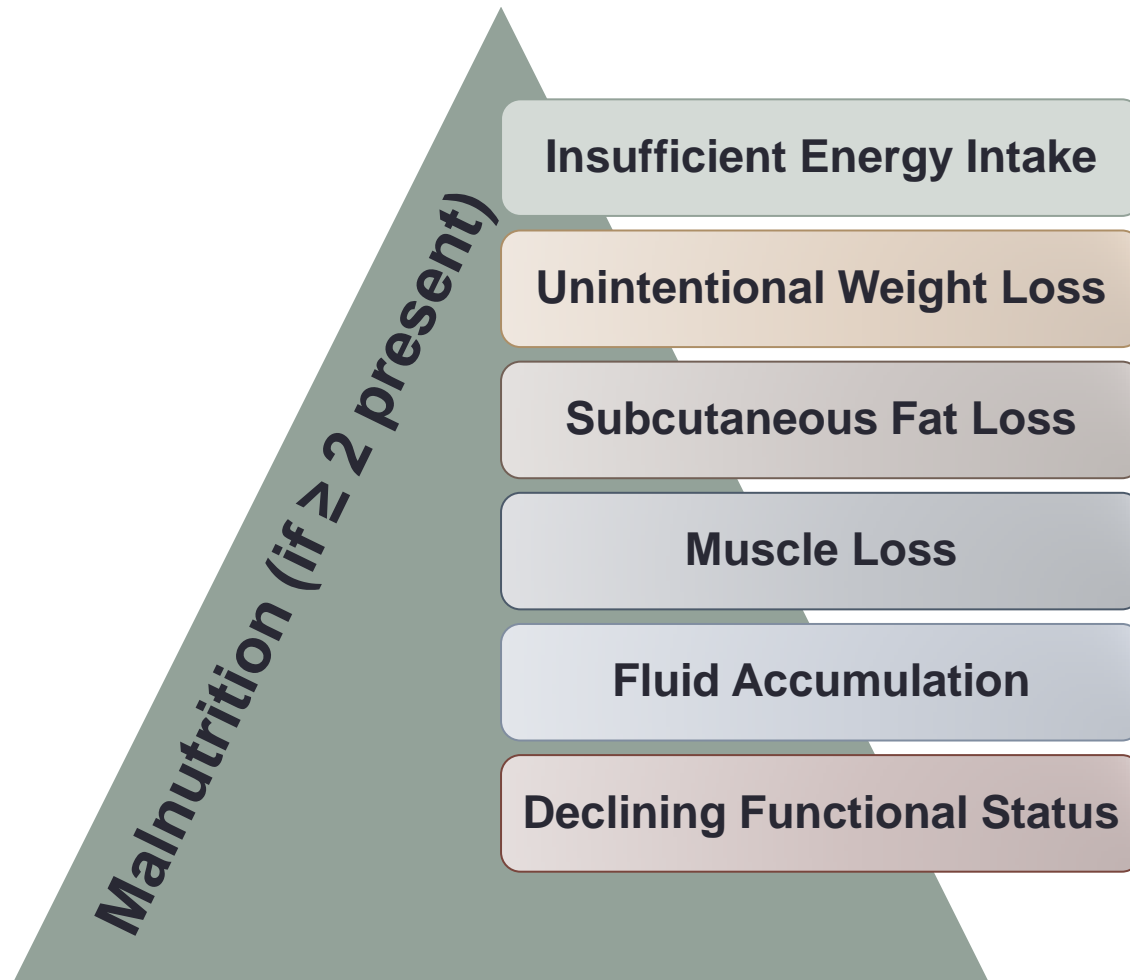 Malnutrition (if ≥ 2 present)
Insufficient Energy Intake
Unintentional Weight Loss
Subcutaneous Fat Loss
Muscle Loss
Fluid Accumulation
Declining Functional Status